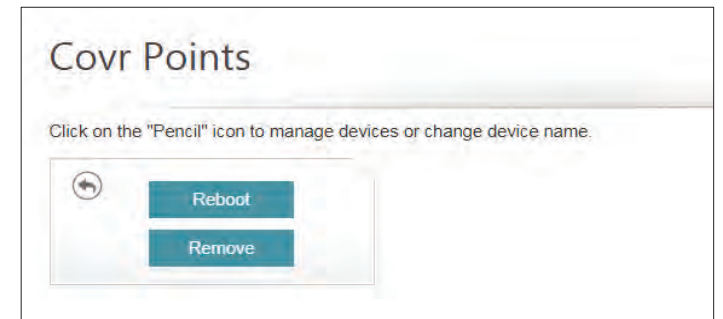 Covr Points
Click on the "Pencil" icon to manage devices or change device name.
Reboot
Remove